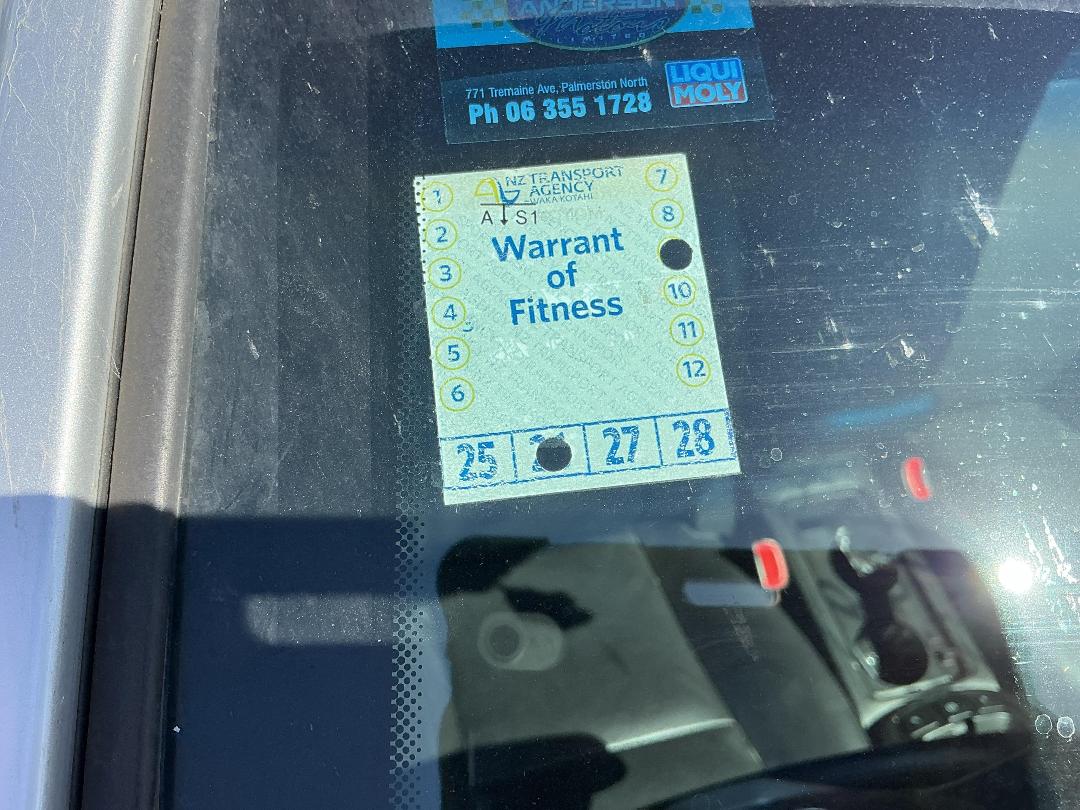 ANDERSON
771 Tremaine Ave, Palmerston North
Ph 06 355 1728
LIQUI
MOLY
NZ TRANSPORT
AGENCY
WAKA KOTAHI
A S1
Warrant
of
Fitness
1
2
3
4
5
6
7
8
10
11
12
25 27 28